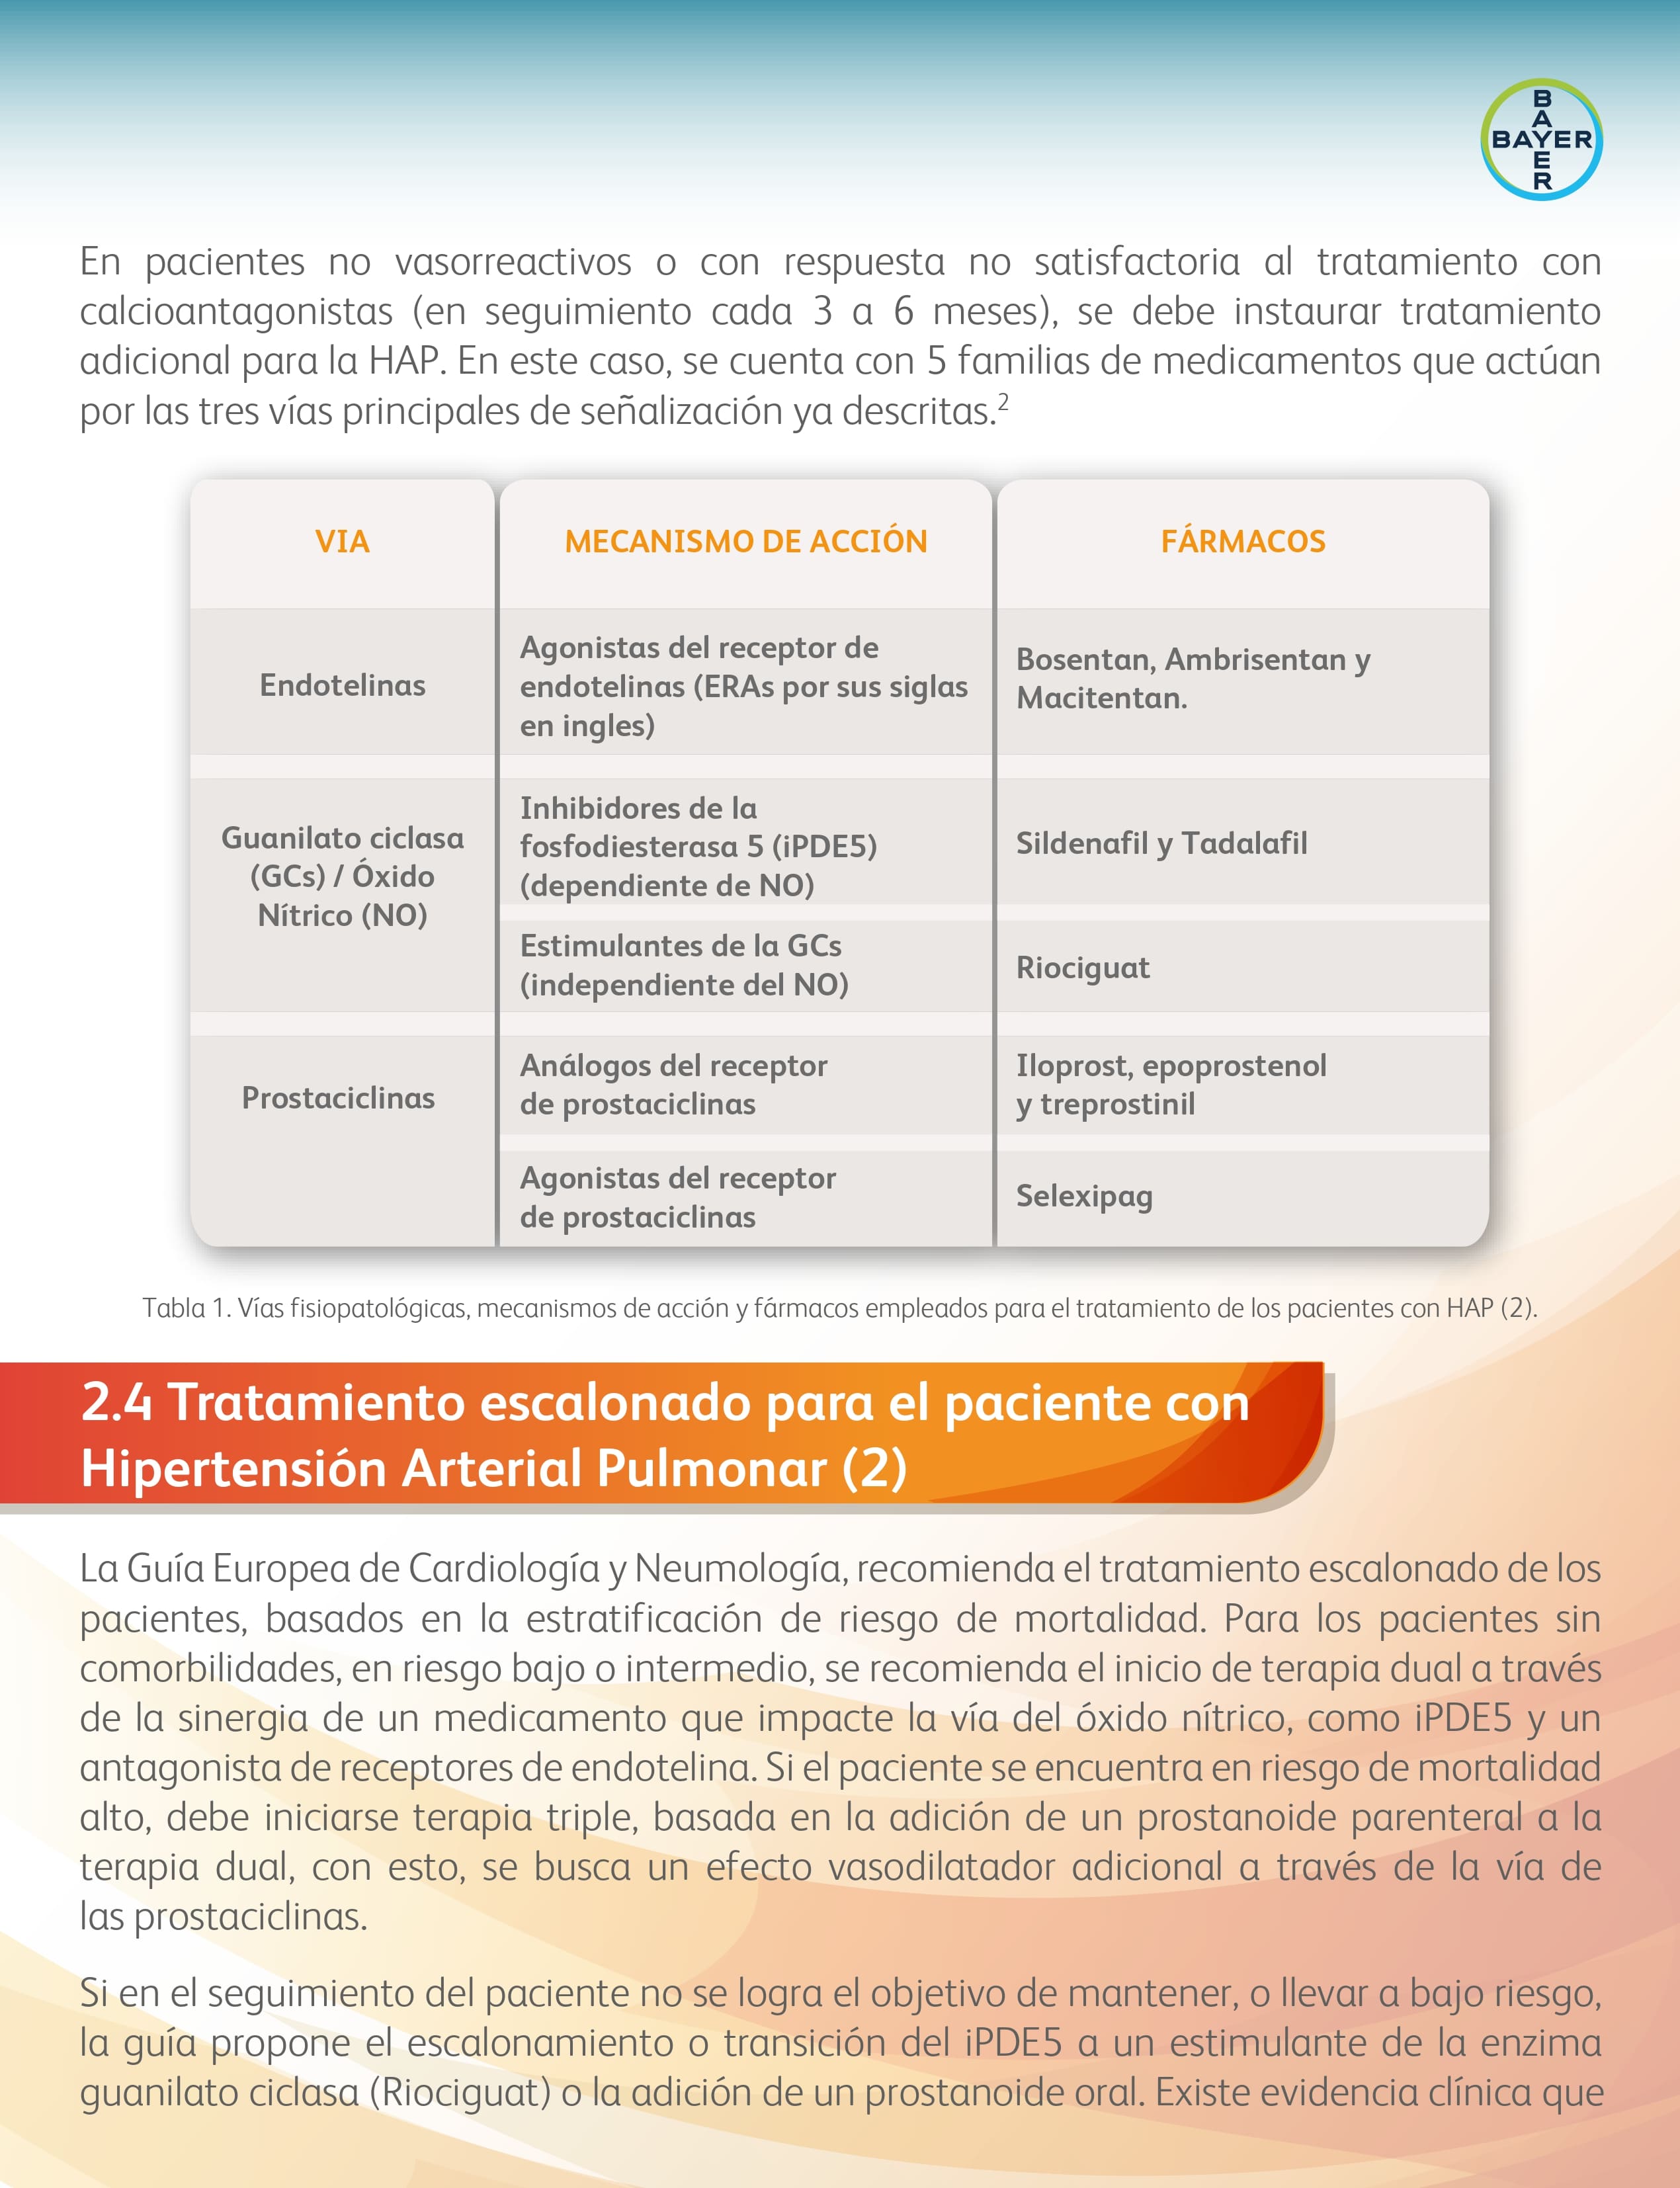 BAYER
BAYER
En pacientes no vasorreactivos o con respuesta no satisfactoria al tratamiento con
calcioantagonistas (en seguimiento cada 3 a 6 meses), se debe instaurar tratamiento
adicional para la HAP. En este caso, se cuenta con 5 familias de medicamentos que actúan
por las tres vías principales de señalización ya descritas.2
VIA
MECANISMO DE ACCIÓN
FÁRMACOS
Endotelinas
Agonistas del receptor de
endotelinas (ERAs por sus siglas
en ingles)
Bosentan, Ambrisentan y
Macitentan.
Guanilato ciclasa
(GCs) / Óxido
Nítrico (NO)
Inhibidores de la
fosfodiesterasa 5 (iPDE5)
(dependiente de NO)
Sildenafil y Tadalafil
Estimulantes de la GCs
(independiente del NO)
Riociguat
Prostaciclinas
Análogos del receptor
de prostaciclinas
Iloprost, epoprostenol
y treprostinil
Agonistas del receptor
de prostaciclinas
Selexipag
Tabla 1. Vías fisiopatológicas, mecanismos de acción y fármacos empleados para el tratamiento de los pacientes con HAP (2).
2.4 Tratamiento escalonado para el paciente con
Hipertensión Arterial Pulmonar (2)
La Guía Europea de Cardiología y Neumología, recomienda el tratamiento escalonado de los
pacientes, basados en la estratificación de riesgo de mortalidad. Para los pacientes sin
comorbilidades, en riesgo bajo o intermedio, se recomienda el inicio de terapia dual a través
de la sinergia de un medicamento que impacte la vía del óxido nítrico, como iPDE5 y un
antagonista de receptores de endotelina. Si el paciente se encuentra en riesgo de mortalidad
alto, debe iniciarse terapia triple, basada en la adición de un prostanoide parenteral a la
terapia dual, con esto, se busca un efecto vasodilatador adicional a través de la vía de
las prostaciclinas.
Si en el seguimiento del paciente no se logra el objetivo de mantener, o llevar a bajo riesgo,
la guía propone el escalonamiento o transición del iPDE5 a un estimulante de la enzima
guanilato ciclasa (Riociguat) o la adición de un prostanoide oral. Existe evidencia clínica que